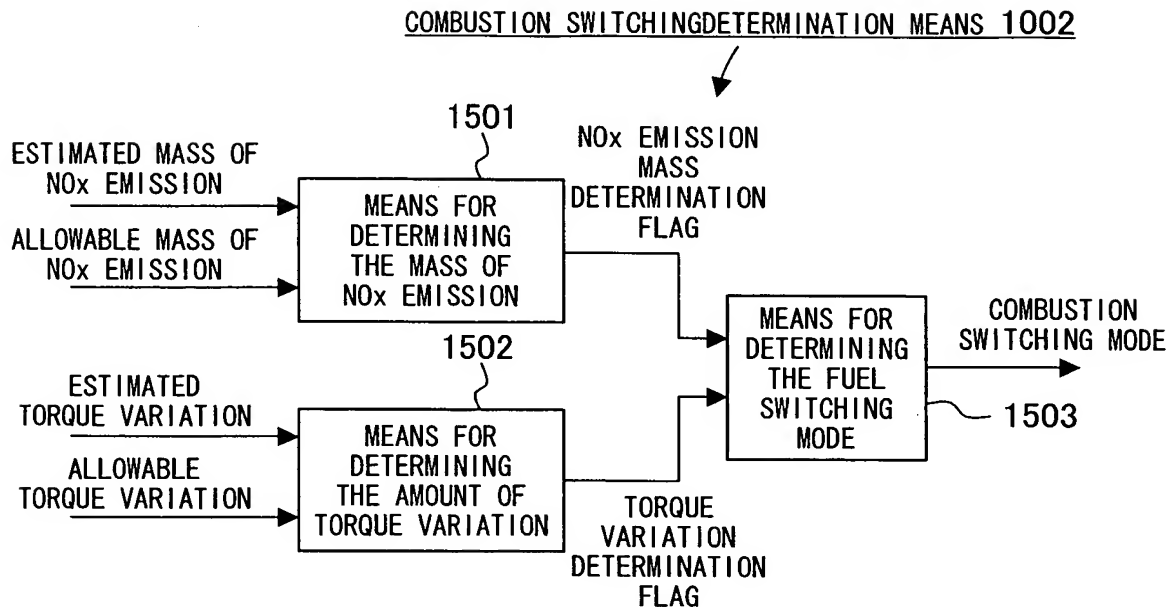 COMBUSTION SWITCHINGDETERMINATION MEANS 1002
1501
ESTIMATED MASS OF
NOx EMISSION
ALLOWABLE MASS OF
NOx EMISSION
MEANS FOR
DETERMINING
THE MASS OF
NOx EMISSION
NOx EMISSION
MASS
DETERMINATION
FLAG
1502
ESTIMATED
TORQUE VARIATION
ALLOWABLE
TORQUE VARIATION
MEANS FOR
DETERMINING
THE AMOUNT OF
TORQUE VARIATION
TORQUE
VARIATION
DETERMINATION
FLAG
MEANS FOR
DETERMINING
THE FUEL
SWITCHING
MODE
COMBUSTION
SWITCHING MODE
1503